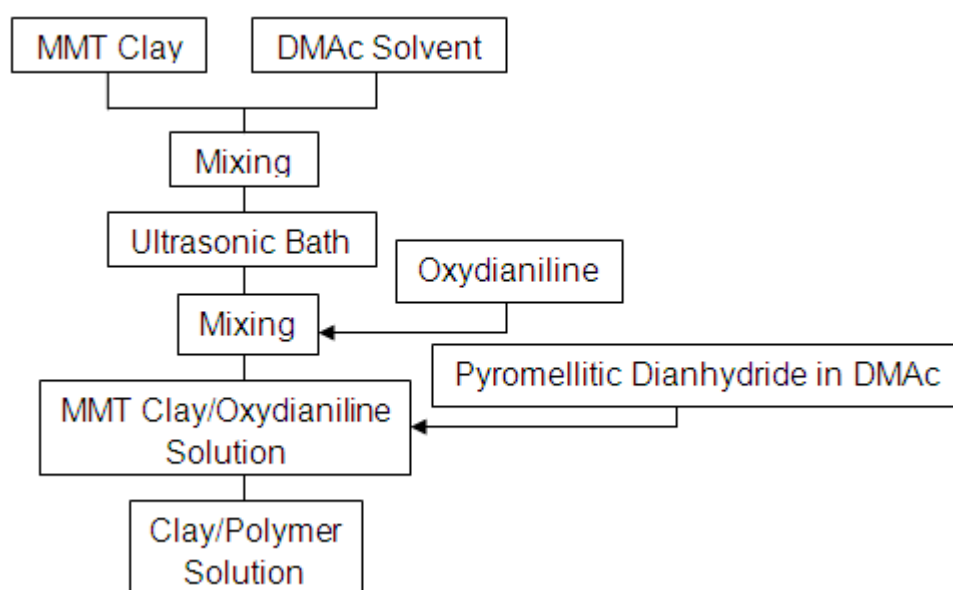 MMT Clay
DMAc Solvent
Mixing
Ultrasonic Bath
Oxydianiline
Mixing
Pyromellitic Dianhydride in DMAc
MMT Clay/Oxydianiline
Solution
Clay/Polymer
Solution